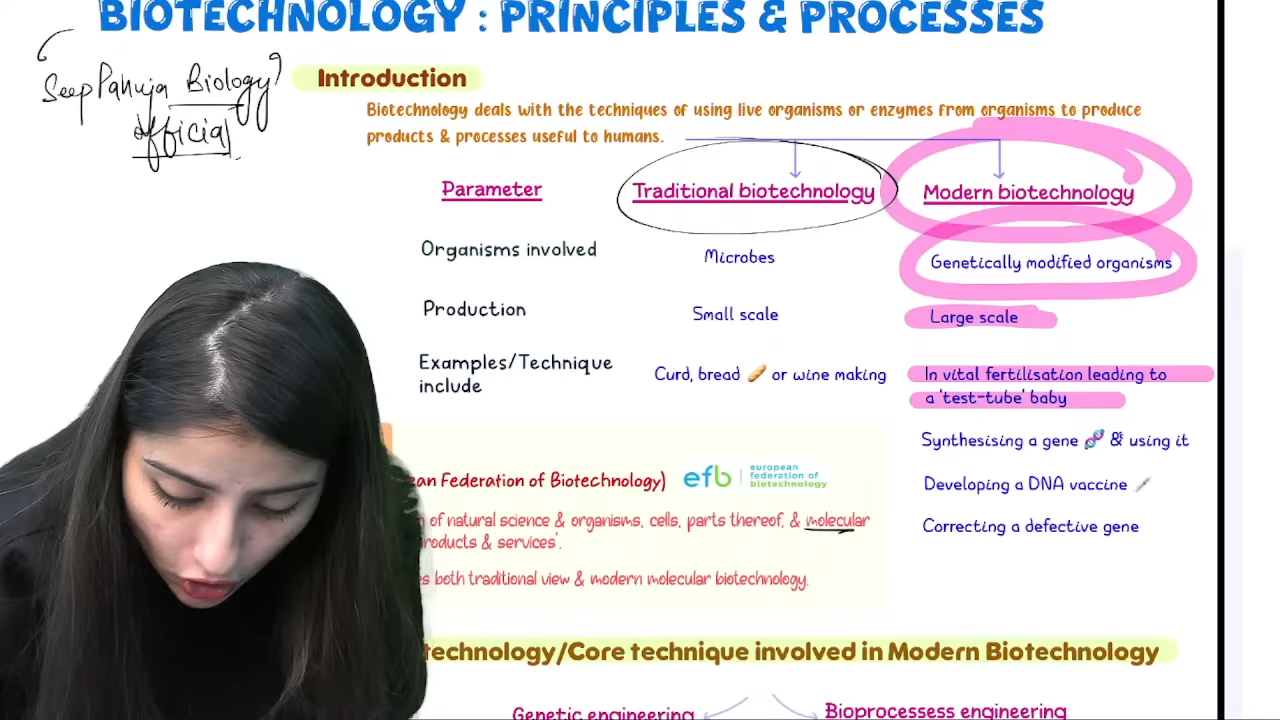 BIOTECHNOLOGY : PRINCIPLES & PROCESSES
Seep Pahuja Biology
official
Introduction
Biotechnology deals with the techniques of using live organisms or enzymes from organisms to produce
products & processes useful to humans.
Parameter Traditional biotechnology Modern biotechnology
Organisms involved Microbes Genetically modified organisms
Production Small scale Large scale
Examples/Technique
include
Curd, bread 🥖 or wine making
In vital fertilisation leading to
a 'test-tube' baby
Synthesising a gene 🧬 & using it
Developing a DNA vaccine 💉
Correcting a defective gene
Federation of Biotechnology)
efb european
federation of
biotechnology
of natural science & organisms, cells, parts thereof, & molecular
products & services'.
both traditional view & modern molecular biotechnology.
technology/Core technique involved in Modern Biotechnology
Genetic engineering Bioprocessess engineering